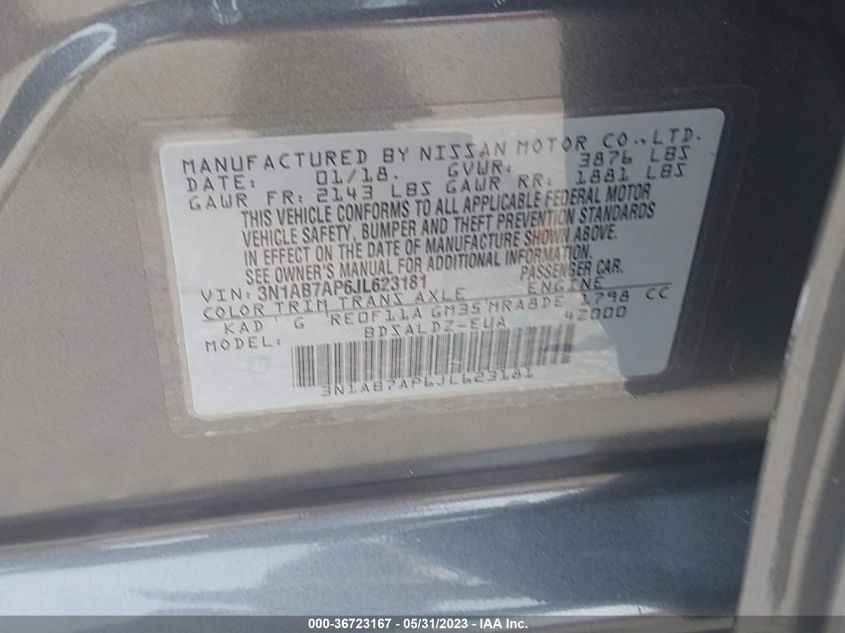 MANUFACTURED BY NISSAN MOTOR CO., LTD.
DATE: 01/18. GVWR: 3876 LBS
GAWR FR: 2143 LBS GAWR RR: 1881 LBS
THIS VEHICLE CONFORMS TO ALL APPLICABLE FEDERAL MOTOR
VEHICLE SAFETY, BUMPER AND THEFT PREVENTION STANDARDS
IN EFFECT ON THE DATE OF MANUFACTURE SHOWN ABOVE.
SEE OWNER'S MANUAL FOR ADDITIONAL INFORMATION.
VIN: 3N1AB7AP6JL623181 PASSENGER CAR.
COLOR TRIM TRANS AXLE ENGINE
KAD G RE0F11A GM35 MRA8DE 1798 CC
MODEL: BDSALDZ-EUA 42000
3N1AB7AP6JL623181
000-36723167 - 05/31/2023 - IAA Inc.